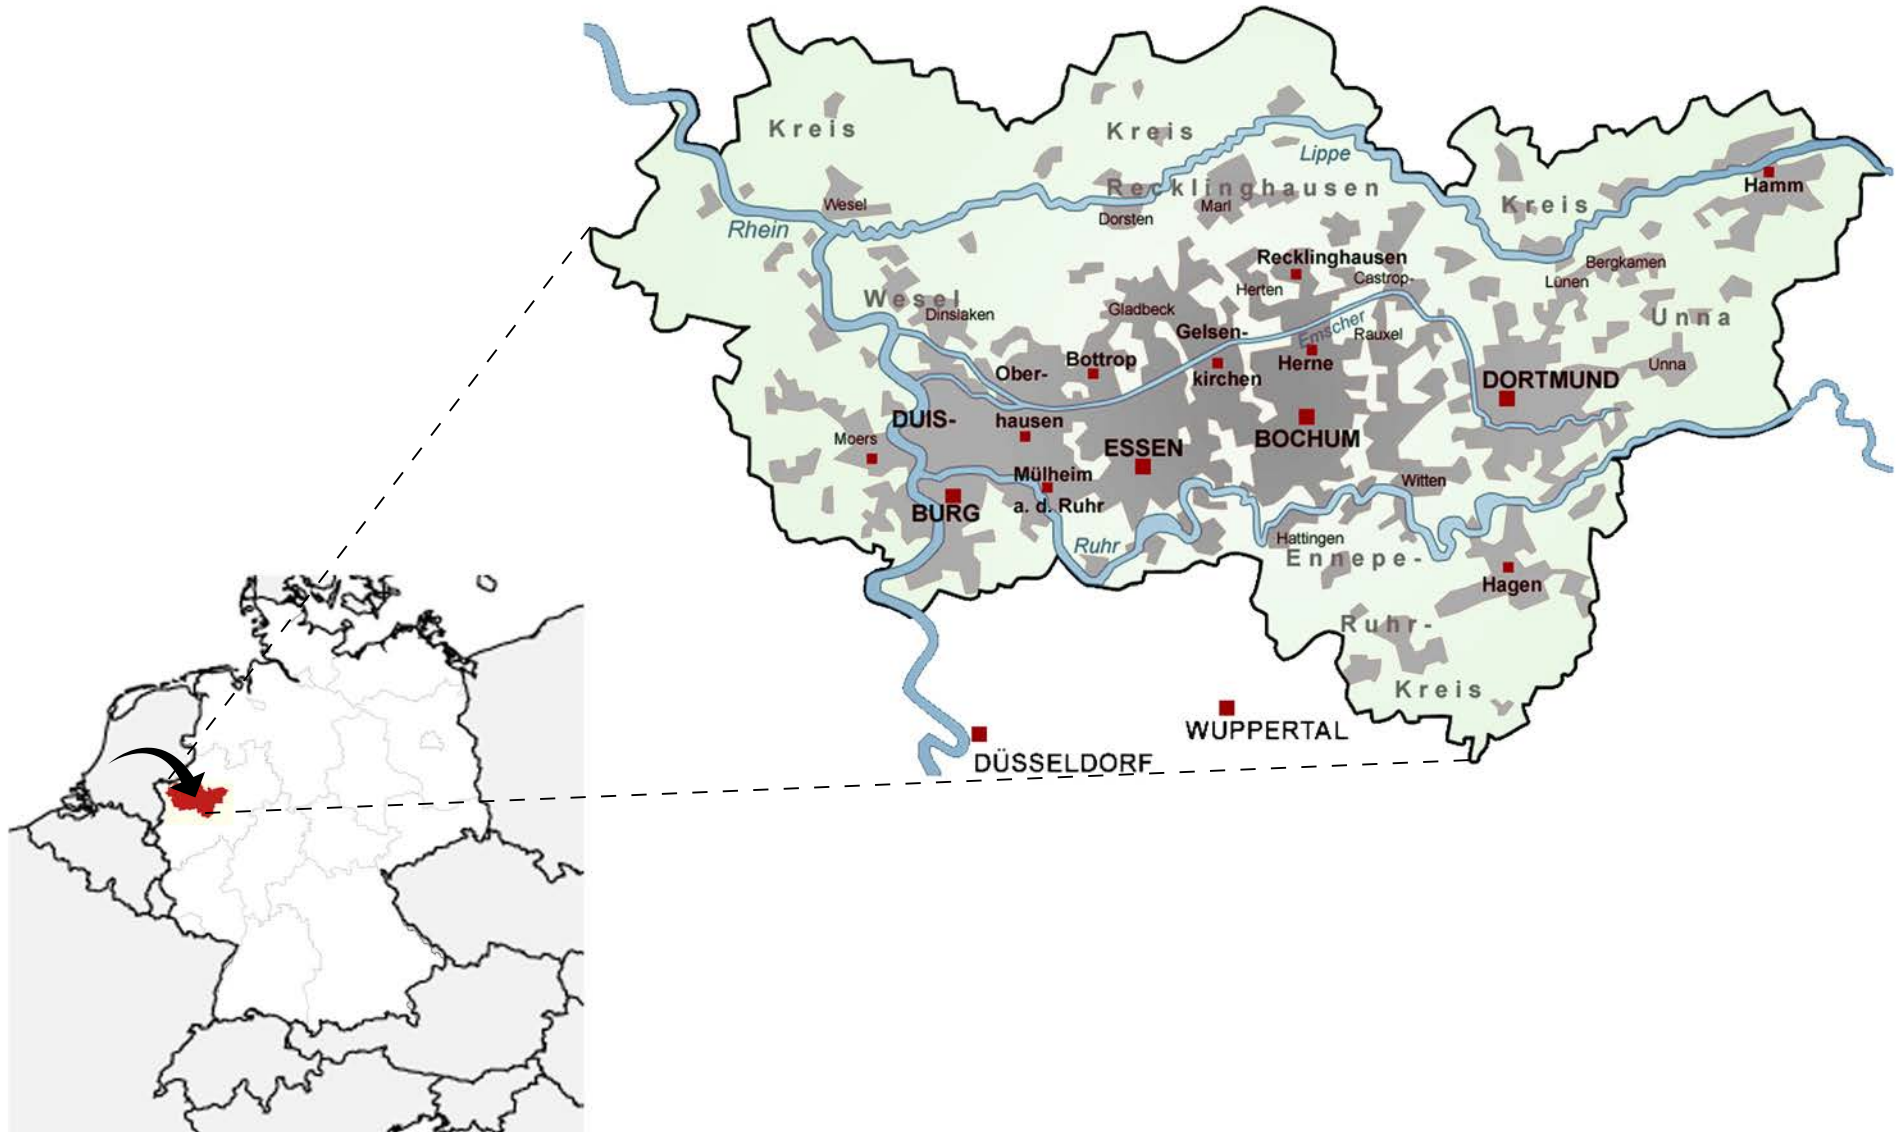 Kreis
Kreis
Lippe
Recklinghausen
Hamm
Wesel
Marl
Kreis
Dorsten
Rhein
Recklinghausen
Bergkamen
Castrop-
Lünen
Herten
Wesel
Gladbeck
Dinslaken
Unna
Emscher
Gelsen-
Rauxel
Bottrop
Herne
Unna
Ober-
kirchen
DORTMUND
DUIS-
hausen
Moers
BOCHUM
ESSEN
Mülheim
Witten
a. d. Ruhr
BURG
Hattingen
Ruhr
Ennepe-
Hagen
Ruhr-
Kreis
WUPPERTAL
DÜSSELDORF